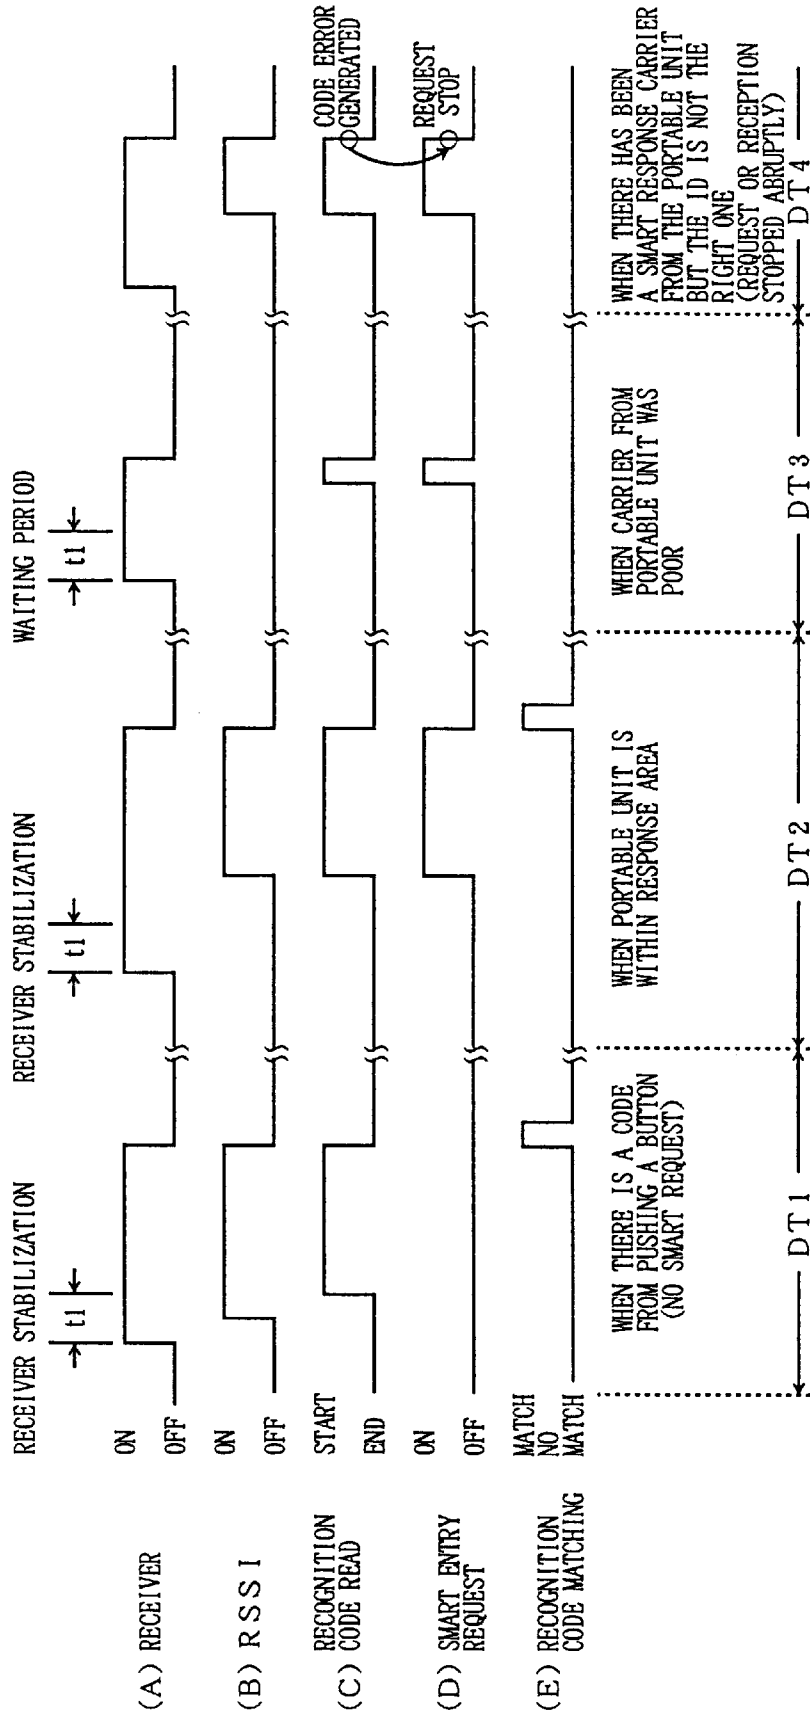 RECEIVER STABILIZATION
RECEIVER STABILIZATION
WAITING PERIOD
t1
t1
t1
(A) RECEIVER
ON
OFF
(B) RSSI
ON
OFF
(C) RECOGNITION
CODE READ
START
END
CODE ERROR
GENERATED
(D) SMART ENTRY
REQUEST
ON
OFF
REQUEST
STOP
(E) RECOGNITION
CODE MATCHING
MATCH
NO
MATCH
WHEN THERE IS A CODE
FROM PUSHING A BUTTON
(NO SMART REQUEST)
WHEN PORTABLE UNIT IS
WITHIN RESPONSE AREA
WHEN CARRIER FROM
PORTABLE UNIT WAS
POOR
WHEN THERE HAS BEEN
A SMART RESPONSE CARRIER
FROM THE PORTABLE UNIT
BUT THE ID IS NOT THE
RIGHT ONE
(REQUEST OR RECEPTION
STOPPED ABRUPTLY)
DT1
DT2
DT3
DT4